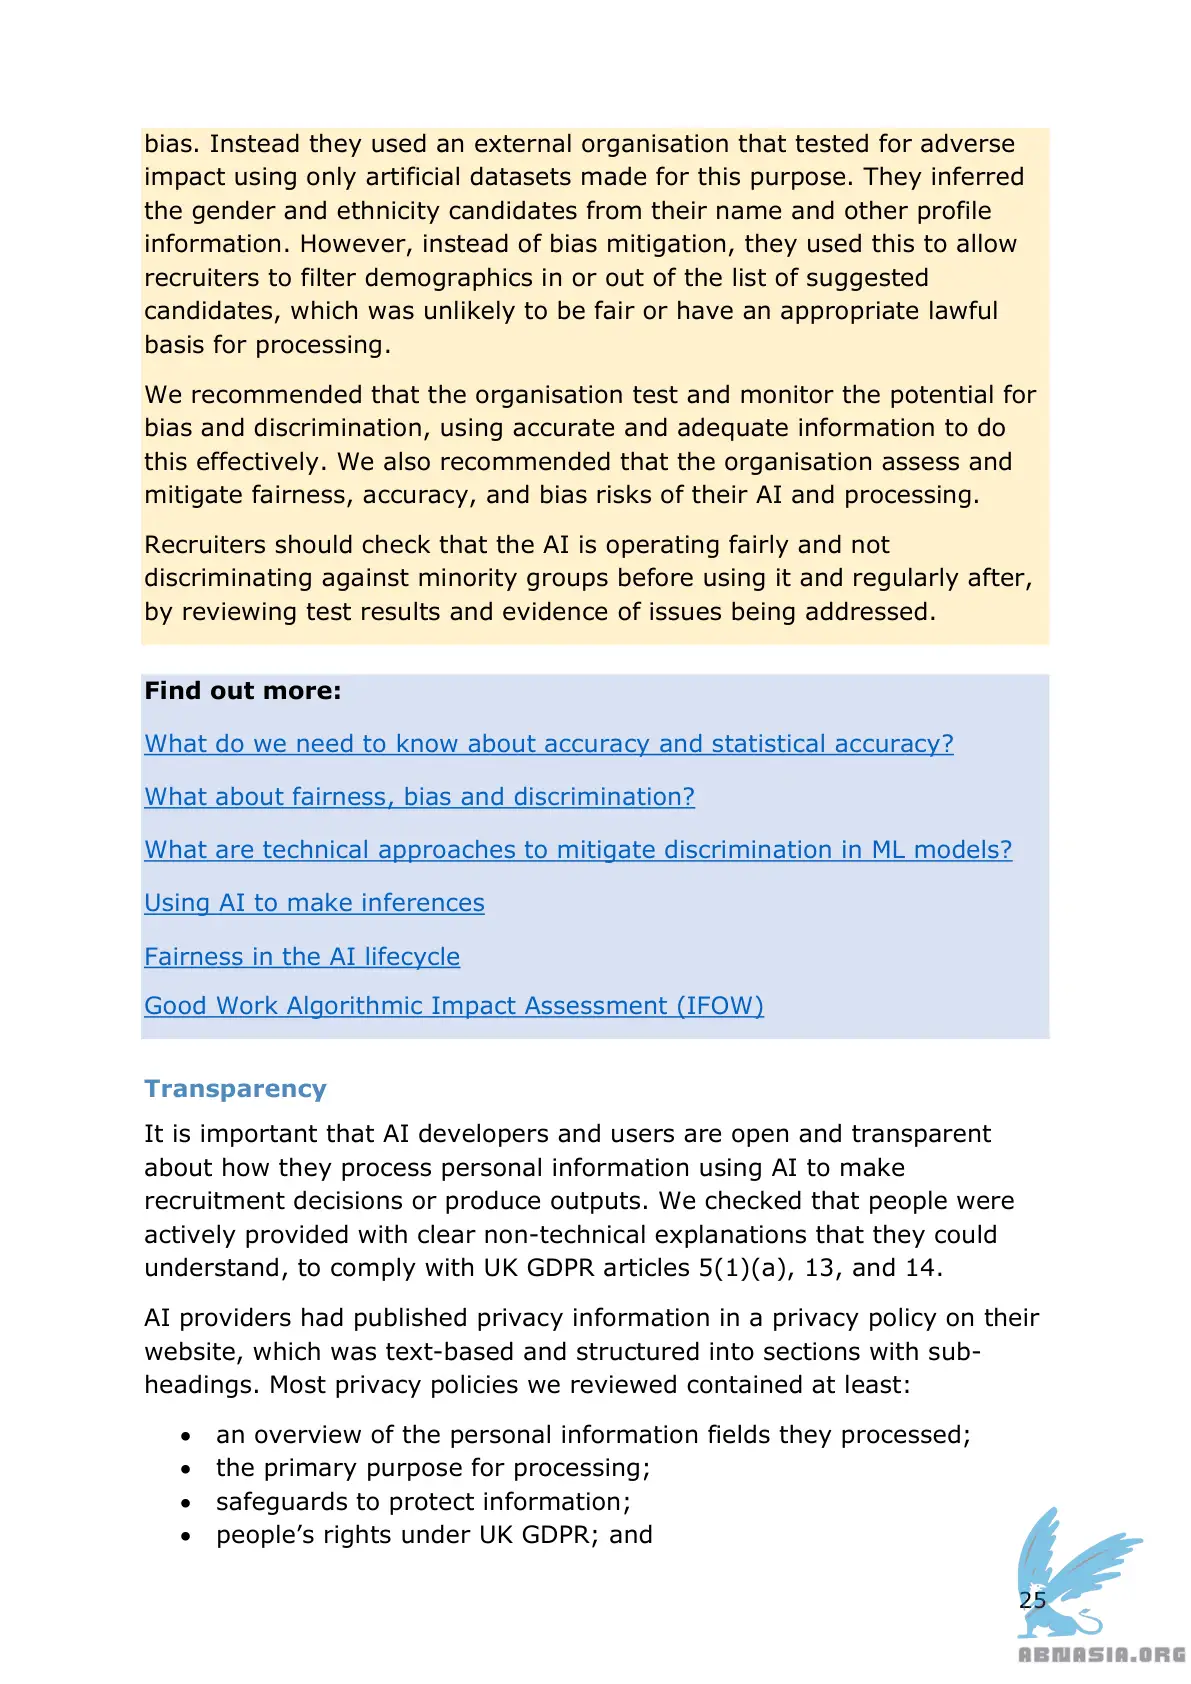 bias. Instead they used an external organisation that tested for adverse
impact using only artificial datasets made for this purpose. They inferred
the gender and ethnicity candidates from their name and other profile
information. However, instead of bias mitigation, they used this to allow
recruiters to filter demographics in or out of the list of suggested
candidates, which was unlikely to be fair or have an appropriate lawful
basis for processing.
We recommended that the organisation test and monitor the potential for
bias and discrimination, using accurate and adequate information to do
this effectively. We also recommended that the organisation assess and
mitigate fairness, accuracy, and bias risks of their AI and processing.
Recruiters should check that the AI is operating fairly and not
discriminating against minority groups before using it and regularly after,
by reviewing test results and evidence of issues being addressed.
Find out more:
What do we need to know about accuracy and statistical accuracy?
What about fairness, bias and discrimination?
What are technical approaches to mitigate discrimination in ML models?
Using AI to make inferences
Fairness in the AI lifecycle
Good Work Algorithmic Impact Assessment (IFOW)
Transparency
It is important that AI developers and users are open and transparent
about how they process personal information using AI to make
recruitment decisions or produce outputs. We checked that people were
actively provided with clear non-technical explanations that they could
understand, to comply with UK GDPR articles 5(1)(a), 13, and 14.
AI providers had published privacy information in a privacy policy on their
website, which was text-based and structured into sections with sub-
headings. Most privacy policies we reviewed contained at least:
• an overview of the personal information fields they processed;
• the primary purpose for processing;
• safeguards to protect information;
• people’s rights under UK GDPR; and
25
ABNASIA.ORG